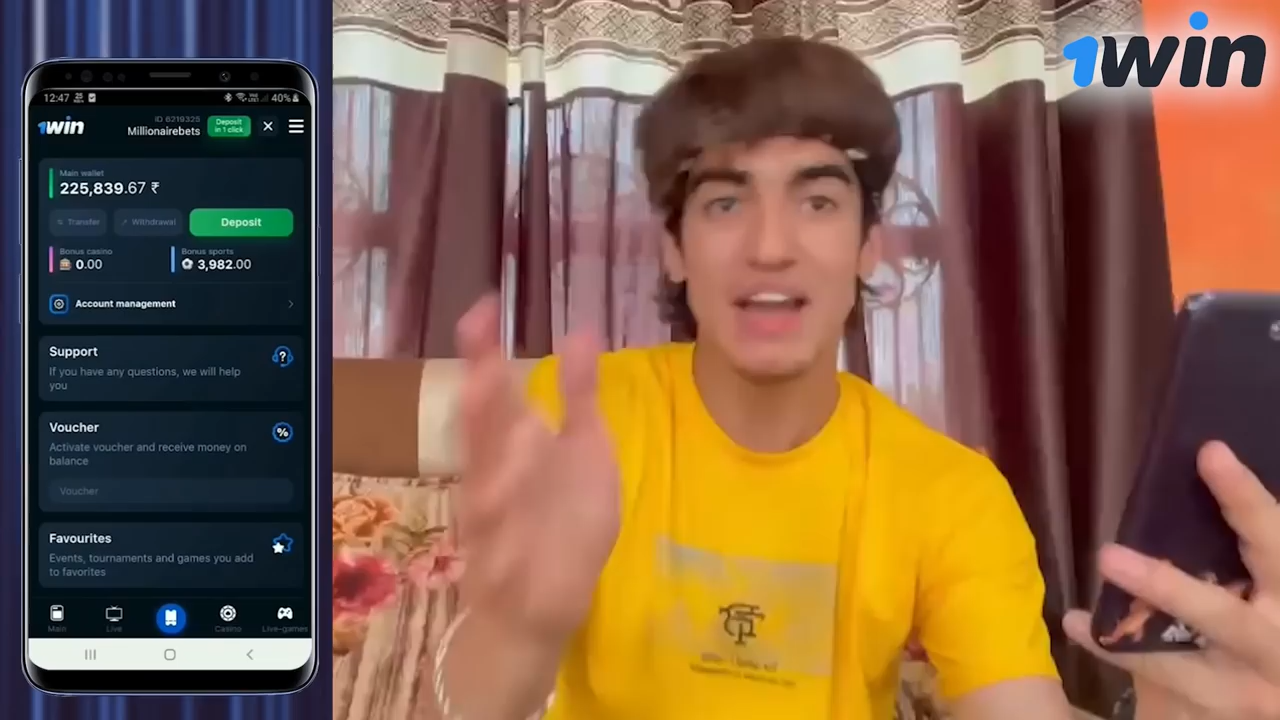 12:47
40%
1win
ID 6219325
Millionairebets
Deposit
in 1 click
Main wallet
225,839.67 ₹
Transfer
Withdrawal
Deposit
Bonus casino
0.00
Bonus sports
3,982.00
Account management
Support
If you have any questions, we will help
you
Voucher
Activate voucher and receive money on
balance
Voucher
Favourites
Events, tournaments and games you add
to favorites
Main
Live
Casino
Live-games
1win